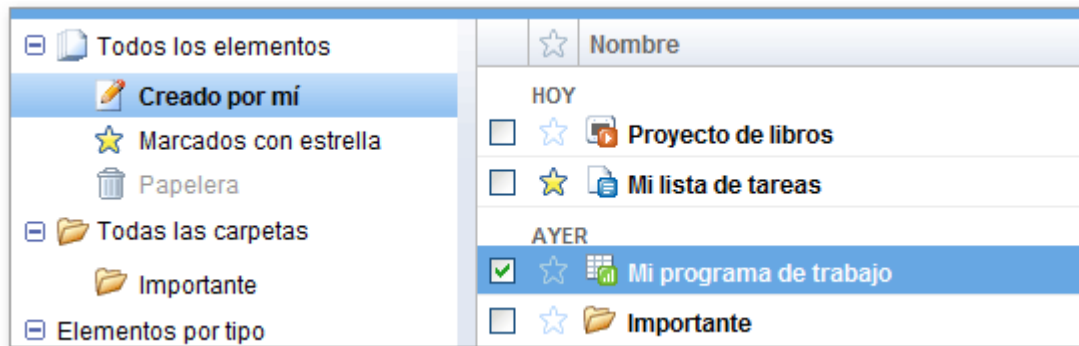 Todos los elementos
Creado por mí
Marcados con estrella
Papelera
Todas las carpetas
Importante
Elementos por tipo
Nombre
HOY
Proyecto de libros
Mi lista de tareas
AYER
Mi programa de trabajo
Importante